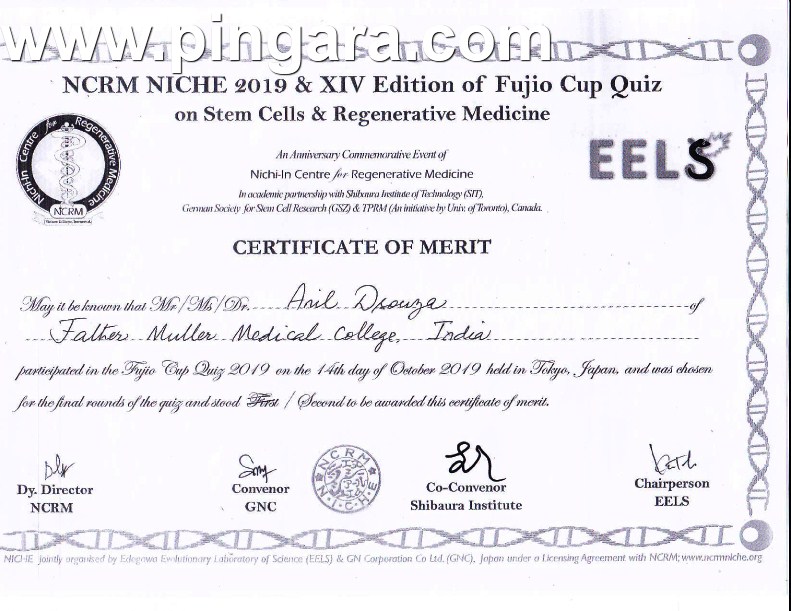 www.pingara.com
NCRM NICHE 2019 & XIV Edition of Fujio Cup Quiz
on Stem Cells & Regenerative Medicine
Nichi-In Centre for Regenerative Medicine
NCRM
EELS
An Anniversary Commemorative Event of
Nichi-In Centre for Regenerative Medicine
In academic partnership with Shibaura Institute of Technology (SIT),
German Society for Stem Cell Research (GSZ) & TPRM (An initiative by Univ. of Toronto), Canada.
CERTIFICATE OF MERIT
May it be known that Mr/Ms/Dr. Anil Dsouza of
Father Muller Medical College, India
participated in the Fujio Cup Quiz 2019 on the 14th day of October 2019 held in Tokyo, Japan, and was chosen
for the final rounds of the quiz and stood First / Second to be awarded this certificate of merit.
Dy. Director
NCRM
Convenor
GNC
NCRM NICHE
Co-Convenor
Shibaura Institute
Chairperson
EELS
NICHE Jointly organised by Edogawa Evolutionary Laboratory of Science (EELS) & GN Corporation Co Ltd, (GNC), Japan under a Licensing Agreement with NCRM; www.ncrmniche.org